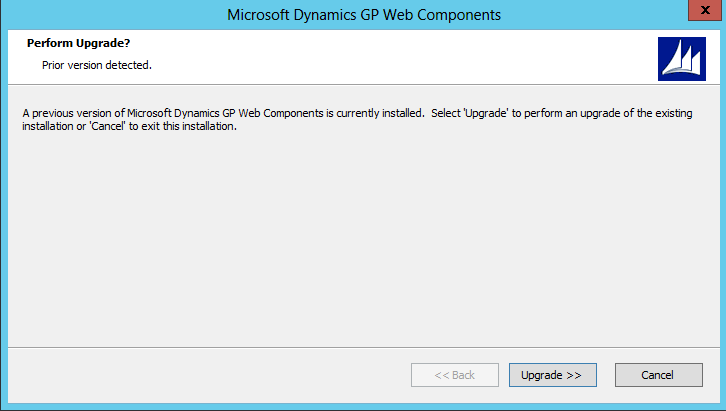 Microsoft Dynamics GP Web Components
x
Perform Upgrade?
Prior version detected.
A previous version of Microsoft Dynamics GP Web Components is currently installed.  Select 'Upgrade' to perform an upgrade of the existing
installation or 'Cancel' to exit this installation.
<< Back
Upgrade >>
Cancel